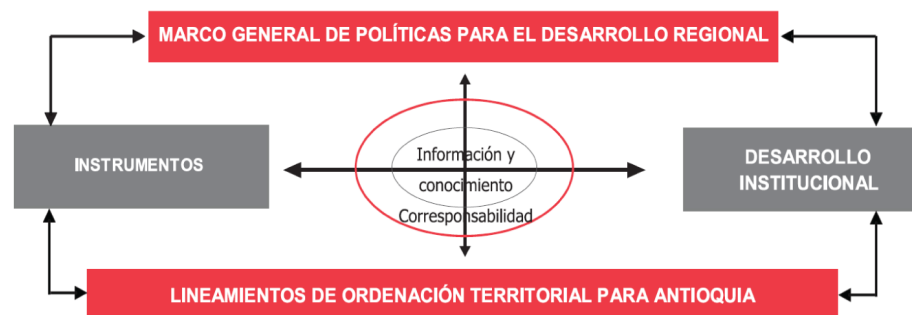 MARCO GENERAL DE POLÍTICAS PARA EL DESARROLLO REGIONAL
INSTRUMENTOS
Información y
conocimiento
Corresponsabilidad
DESARROLLO
INSTITUCIONAL
LINEAMIENTOS DE ORDENACIÓN TERRITORIAL PARA ANTIOQUIA